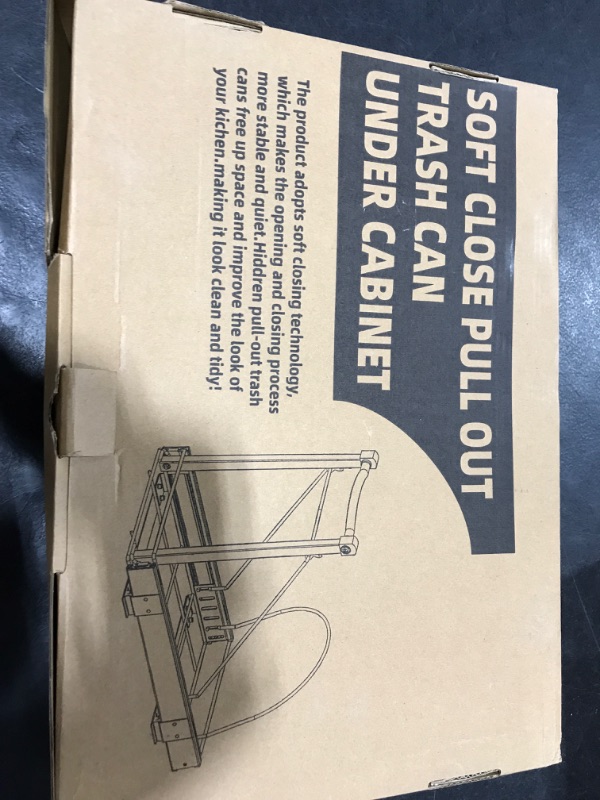 SOFT CLOSE PULL OUT
TRASH CAN
UNDER CABINET
The product adopts soft closing technology,
which makes the opening and closing process
more stable and quiet.Hiddren pull-out trash
cans free up space and improve the look of
your kichen.making it look clean and tidy!